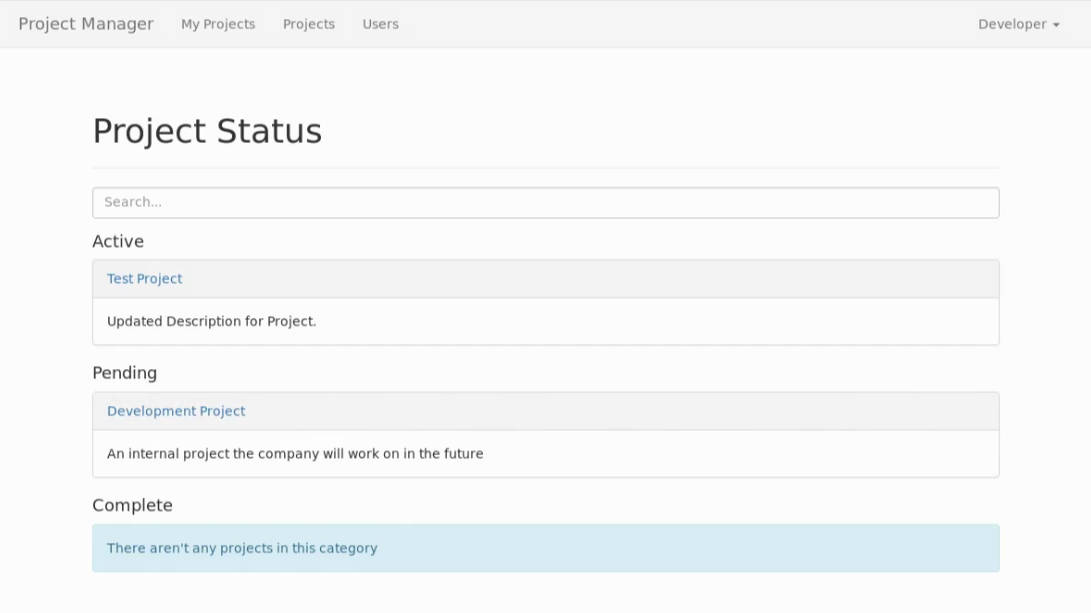 Project Manager My Projects Projects Users Developer
Project Status
Search...
Active
Test Project
Updated Description for Project.
Pending
Development Project
An internal project the company will work on in the future
Complete
There aren't any projects in this category